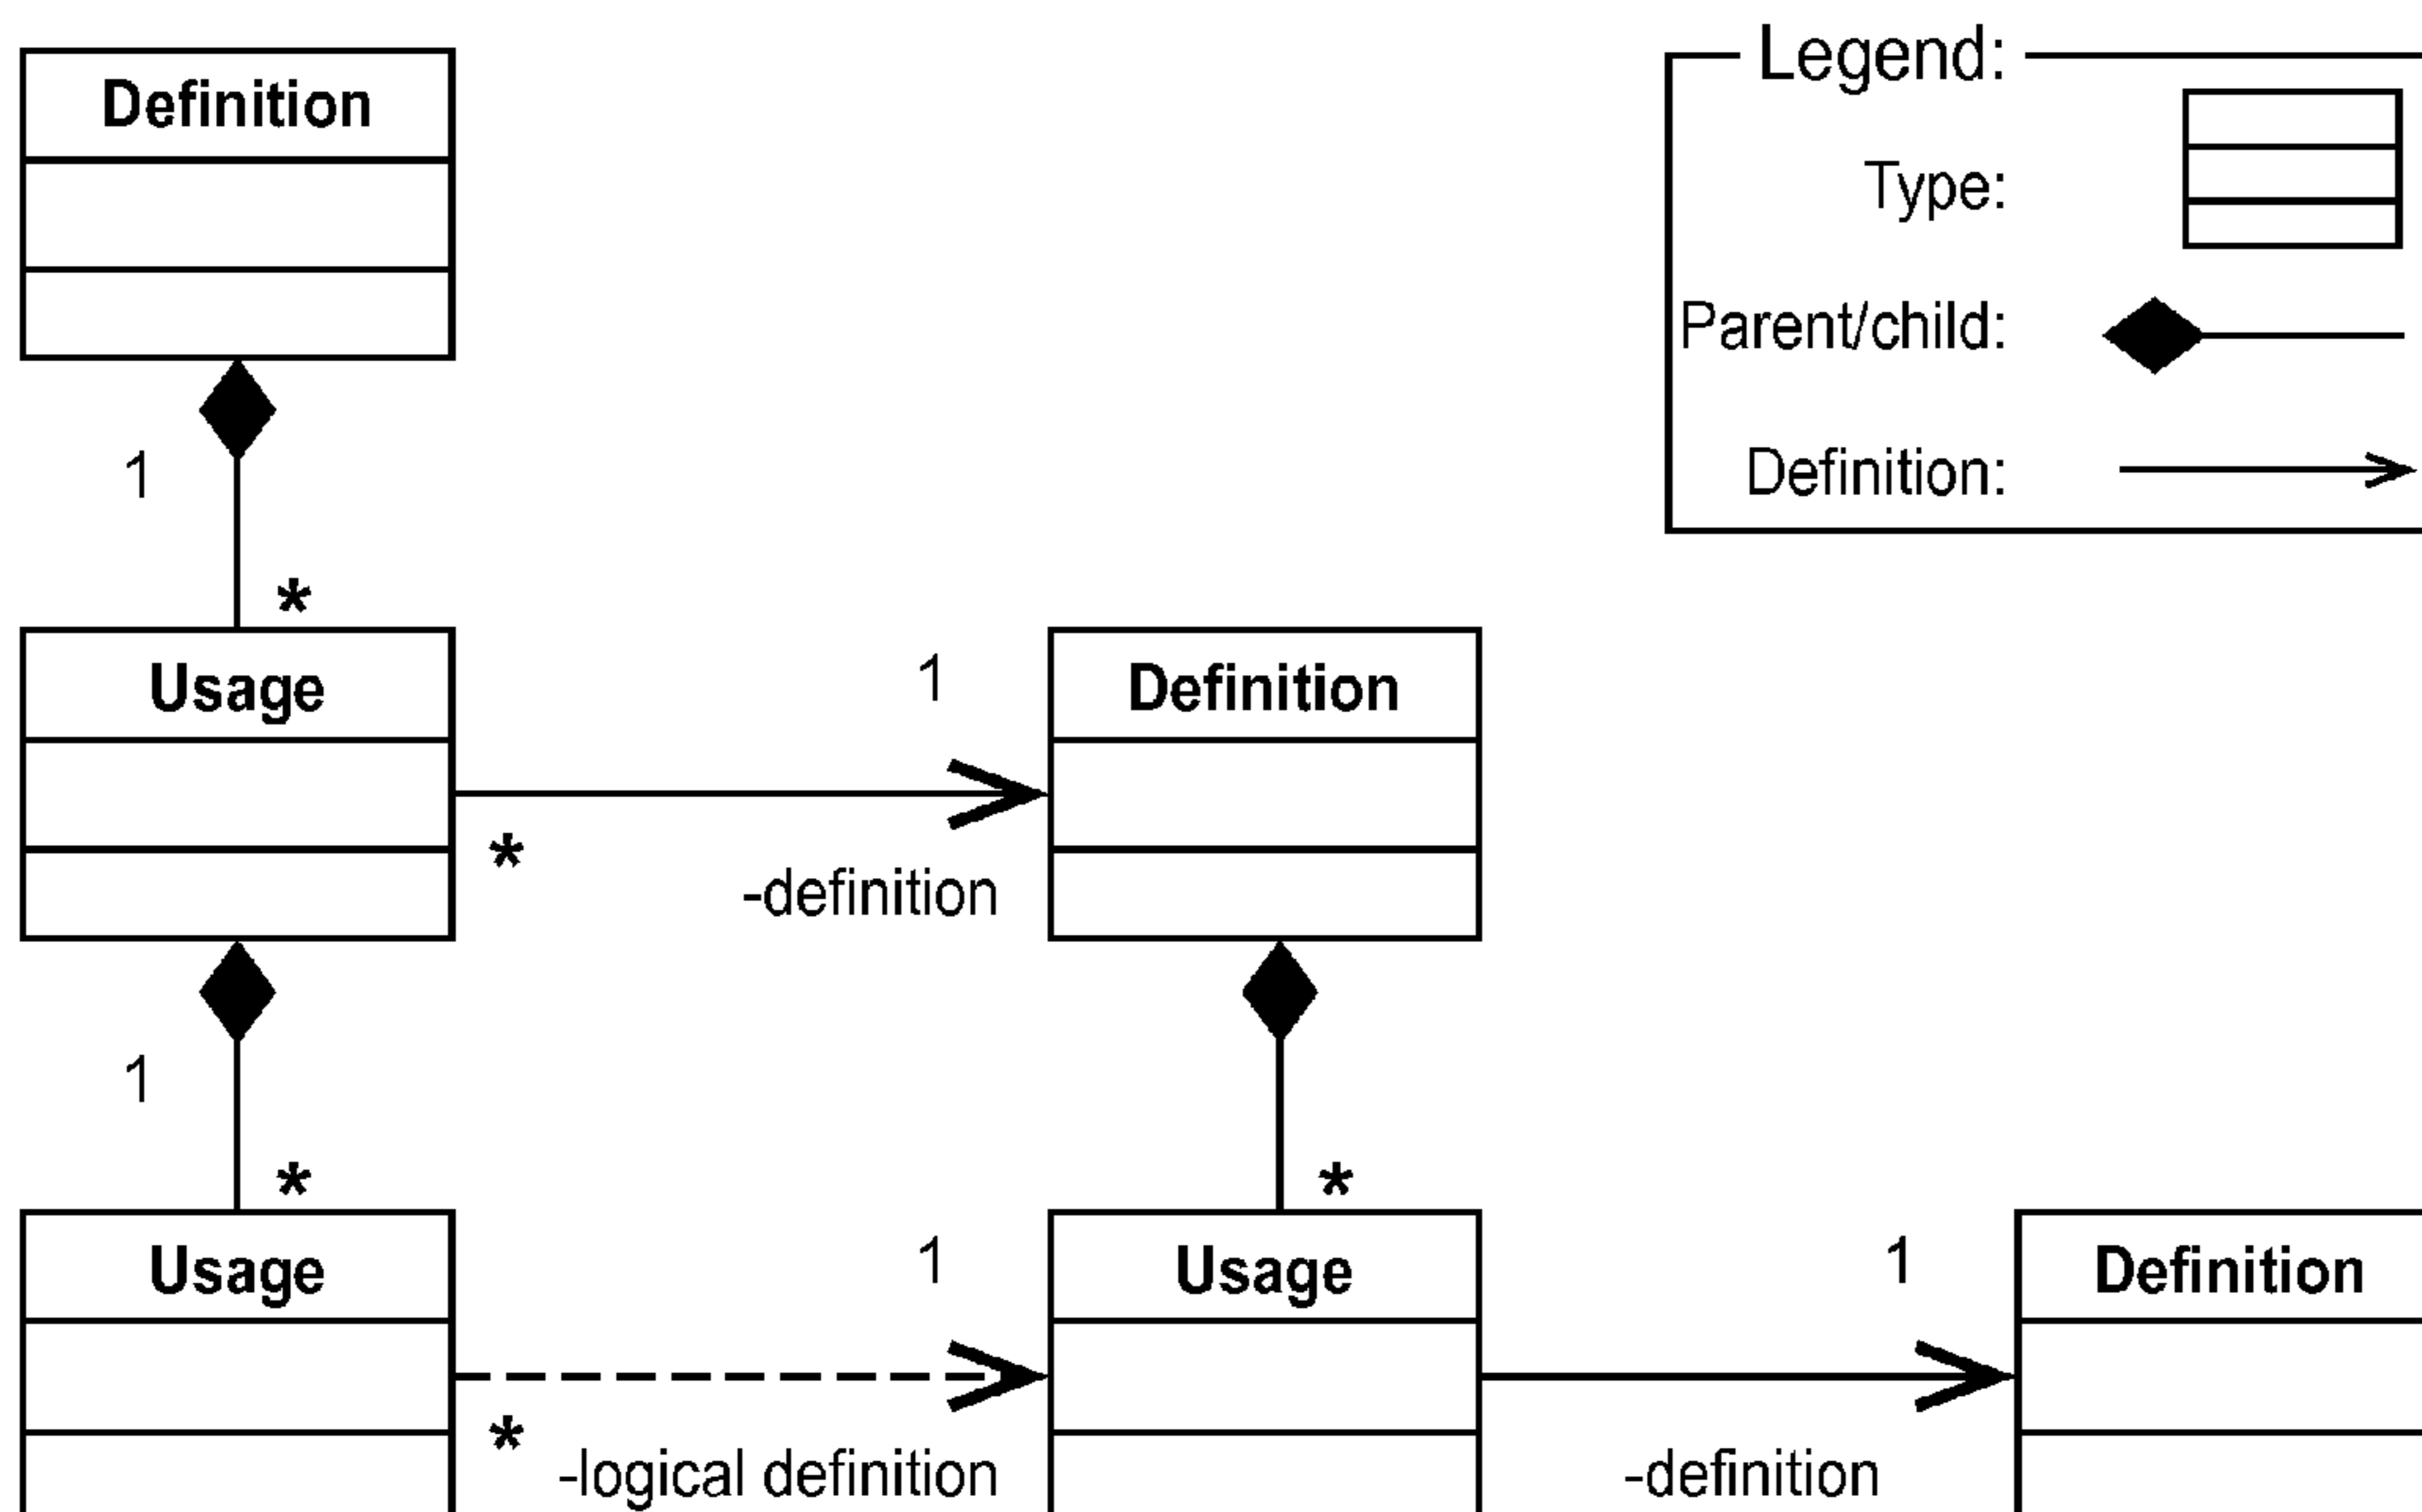 Definition
Legend:
Type:
Parent/child:
Definition:
1
*
Usage
1
Definition
*
-definition
1
*
*
Usage
1
Usage
1
Definition
*
-logical definition
-definition